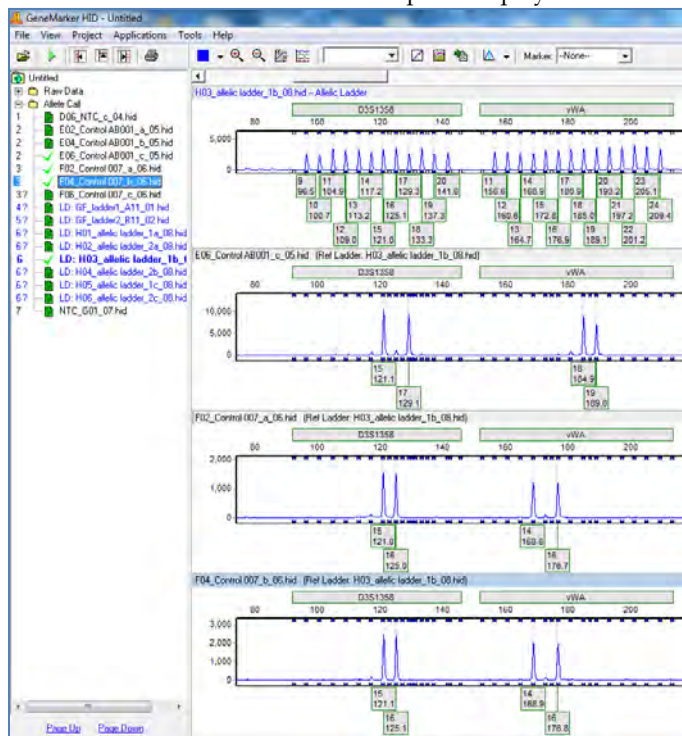 GeneMarker HID - Untitled
File View Project Applications Tools Help
Marker: --None--
Untitled
Raw Data
Allele Call
1 D06_NTC_c_04.hid
2 E02_Control AB001_a_05.hid
2 E04_Control AB001_b_05.hid
2 E06_Control AB001_c_05.hid
3 F02_Control 007_a_06.hid
F04_Control 007_b_06.hid
3? F06_Control 007_c_06.hid
4? LD: GF_ladder1_A11_01.hid
5? LD: GF_ladder2_R11_02.hid
6? LD: H01_allelic ladder_1a_08.hid
6? LD: H02_allelic ladder_2a_08.hid
6 LD: H03_allelic ladder_1b_
6? LD: H04_allelic ladder_2b_08.hid
6? LD: H05_allelic ladder_1c_08.hid
6? LD: H06_allelic ladder_2c_08.hid
7 NTC_G01_07.hid
Page Up Page Down
H03_allelic ladder_1b_08.hid -- Allelic Ladder
D3S1358 vWA
80 100 120 140 160 180 200
5,000
0
9 11 14 17 20 11 14 17 20 23
96.5 104.9 117.2 129.3 141.8 156.6 168.9 180.9 193.2 205.1
10 13 16 19 12 15 18 21 24
100.7 113.2 125.1 137.3 160.6 172.8 185.0 197.2 209.4
12 15 18 13 16 19 22
109.0 121.0 133.3 164.7 176.9 189.1 201.2
E06_Control AB001_c_05.hid (Ref Ladder: H03_allelic ladder_1b_08.hid)
D3S1358 vWA
80 100 120 140 160 180 200
10,000
5,000
0
15 18
121.1 184.9
17 19
129.1 189.0
F02_Control 007_a_06.hid (Ref Ladder: H03_allelic ladder_1b_08.hid)
D3S1358 vWA
80 100 120 140 160 180 200
2,000
1,000
0
15 14
121.0 168.8
16 16
125.0 176.7
F04_Control 007_b_06.hid (Ref Ladder: H03_allelic ladder_1b_08.hid)
D3S1358 vWA
80 100 120 140 160 180 200
3,000
2,000
1,000
0
15 14
121.1 168.9
16 16
125.1 176.8